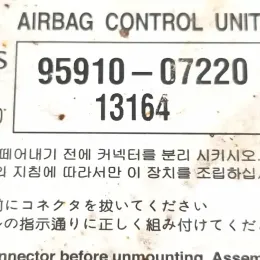 AIRBAG CONTROL UNIT
S
95910-07220
13164
떼어내기 전에 커넥터를 분리 시키시오.
의 지침에 따라서만 이 장치를 조립하십
前にコネクタを抜いてください
ルの指示通りに正しく組み付けてくだ
nnector before unmounting. Assem